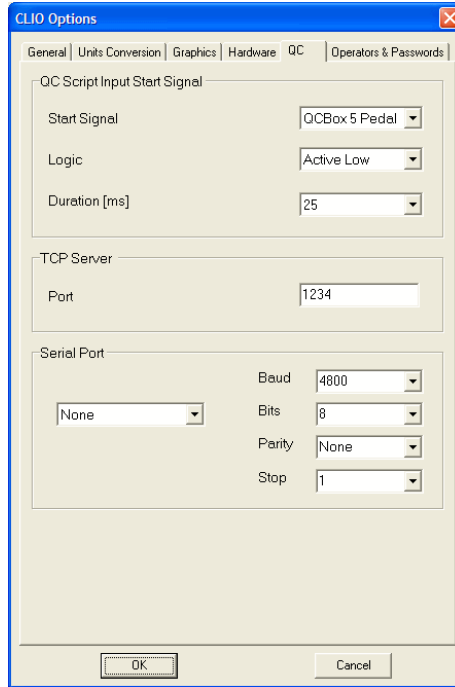 CLIO Options
General Units Conversion Graphics Hardware QC Operators & Passwords
QC Script Input Start Signal
Start Signal QCBox 5 Pedal
Logic Active Low
Duration [ms] 25
TCP Server
Port 1234
Serial Port
Baud 4800
None Bits 8
Parity None
Stop 1
OK Cancel